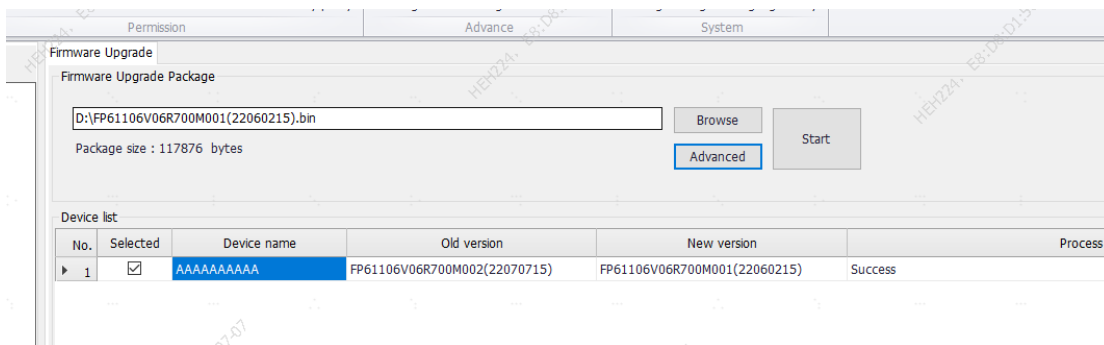 Permission Advance System
Firmware Upgrade
Firmware Upgrade Package
D:\FP61106V06R700M001(22060215).bin
Browse
Start
Package size : 117876 bytes
Advanced
Device list
No. Selected Device name Old version New version Process
1 AAAAAAAAAA FP61106V06R700M002(22070715) FP61106V06R700M001(22060215) Success